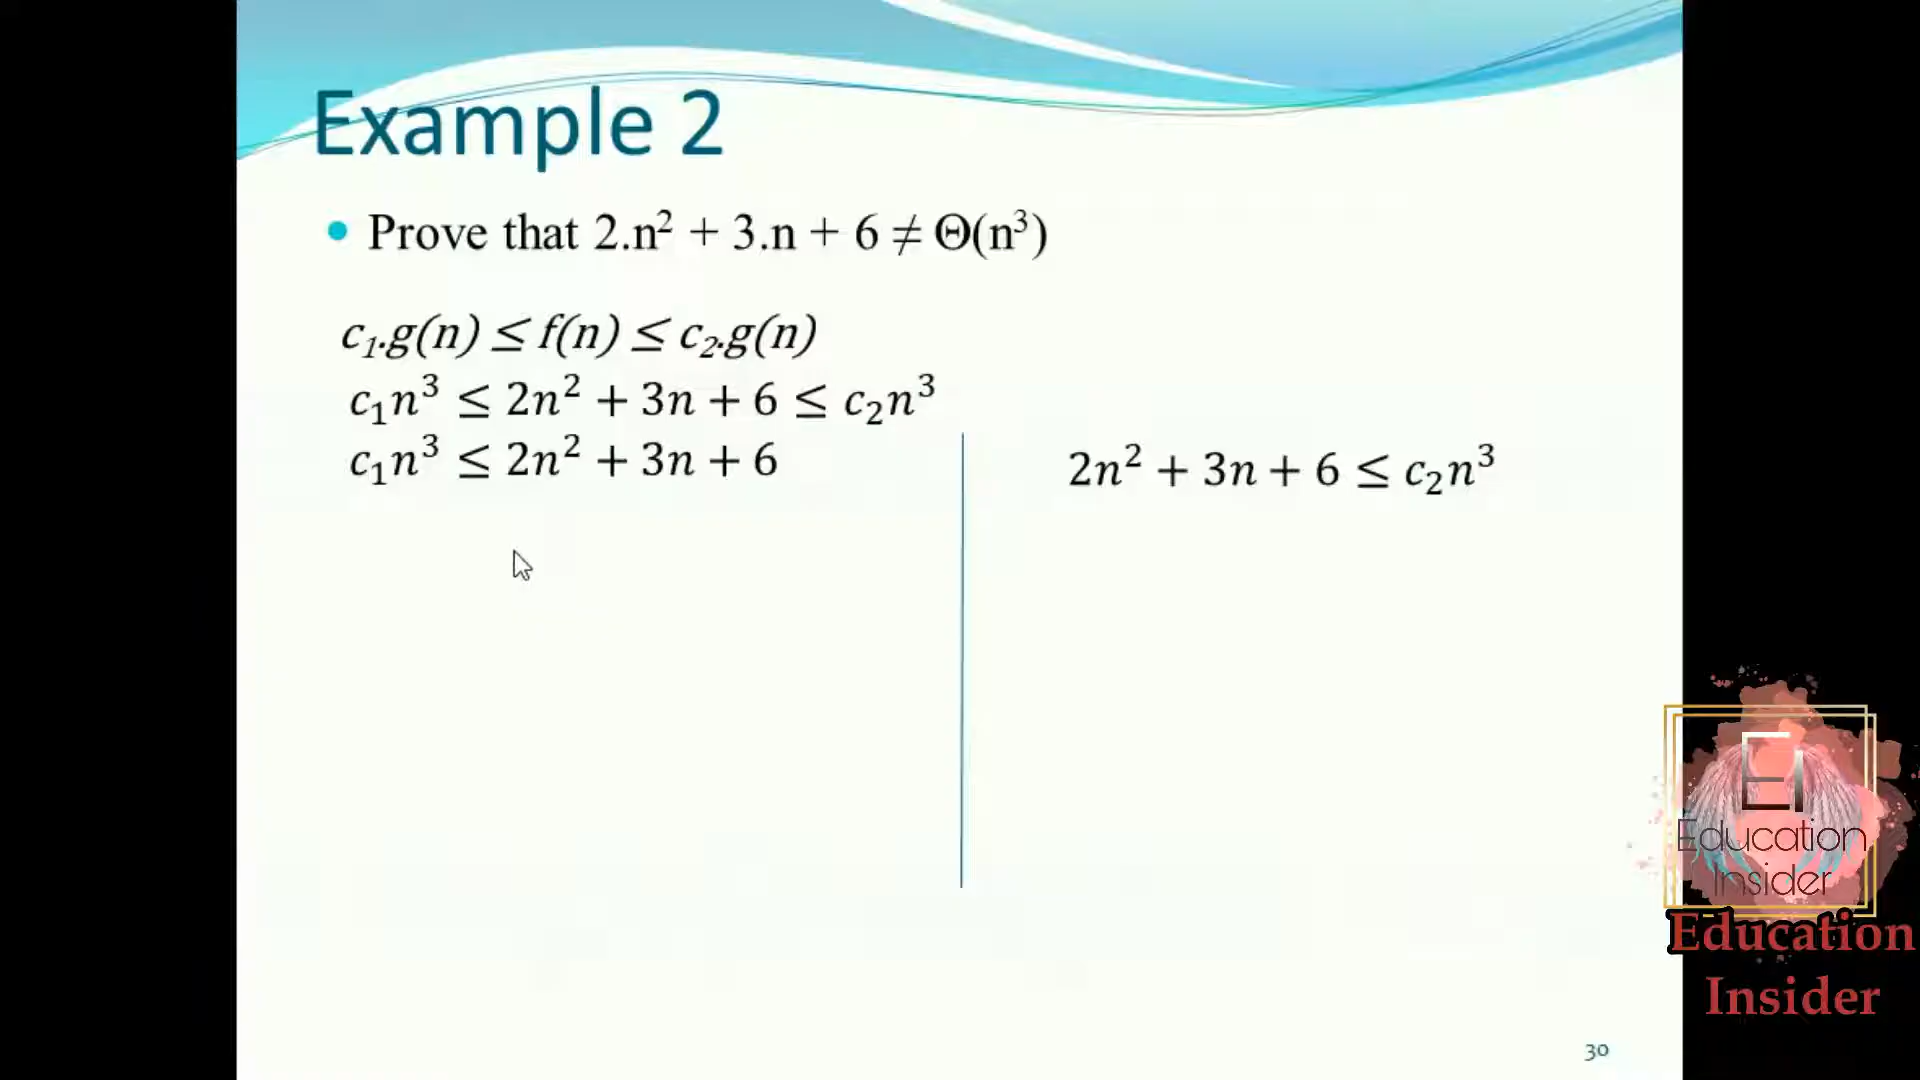 Example 2
• Prove that 2.n² + 3.n + 6 ≠ Θ(n³)
c₁.g(n) ≤ f(n) ≤ c₂.g(n)
c₁n³ ≤ 2n² + 3n + 6 ≤ c₂n³
c₁n³ ≤ 2n² + 3n + 6
2n² + 3n + 6 ≤ c₂n³
EI
Education
Insider
Education
Insider
30